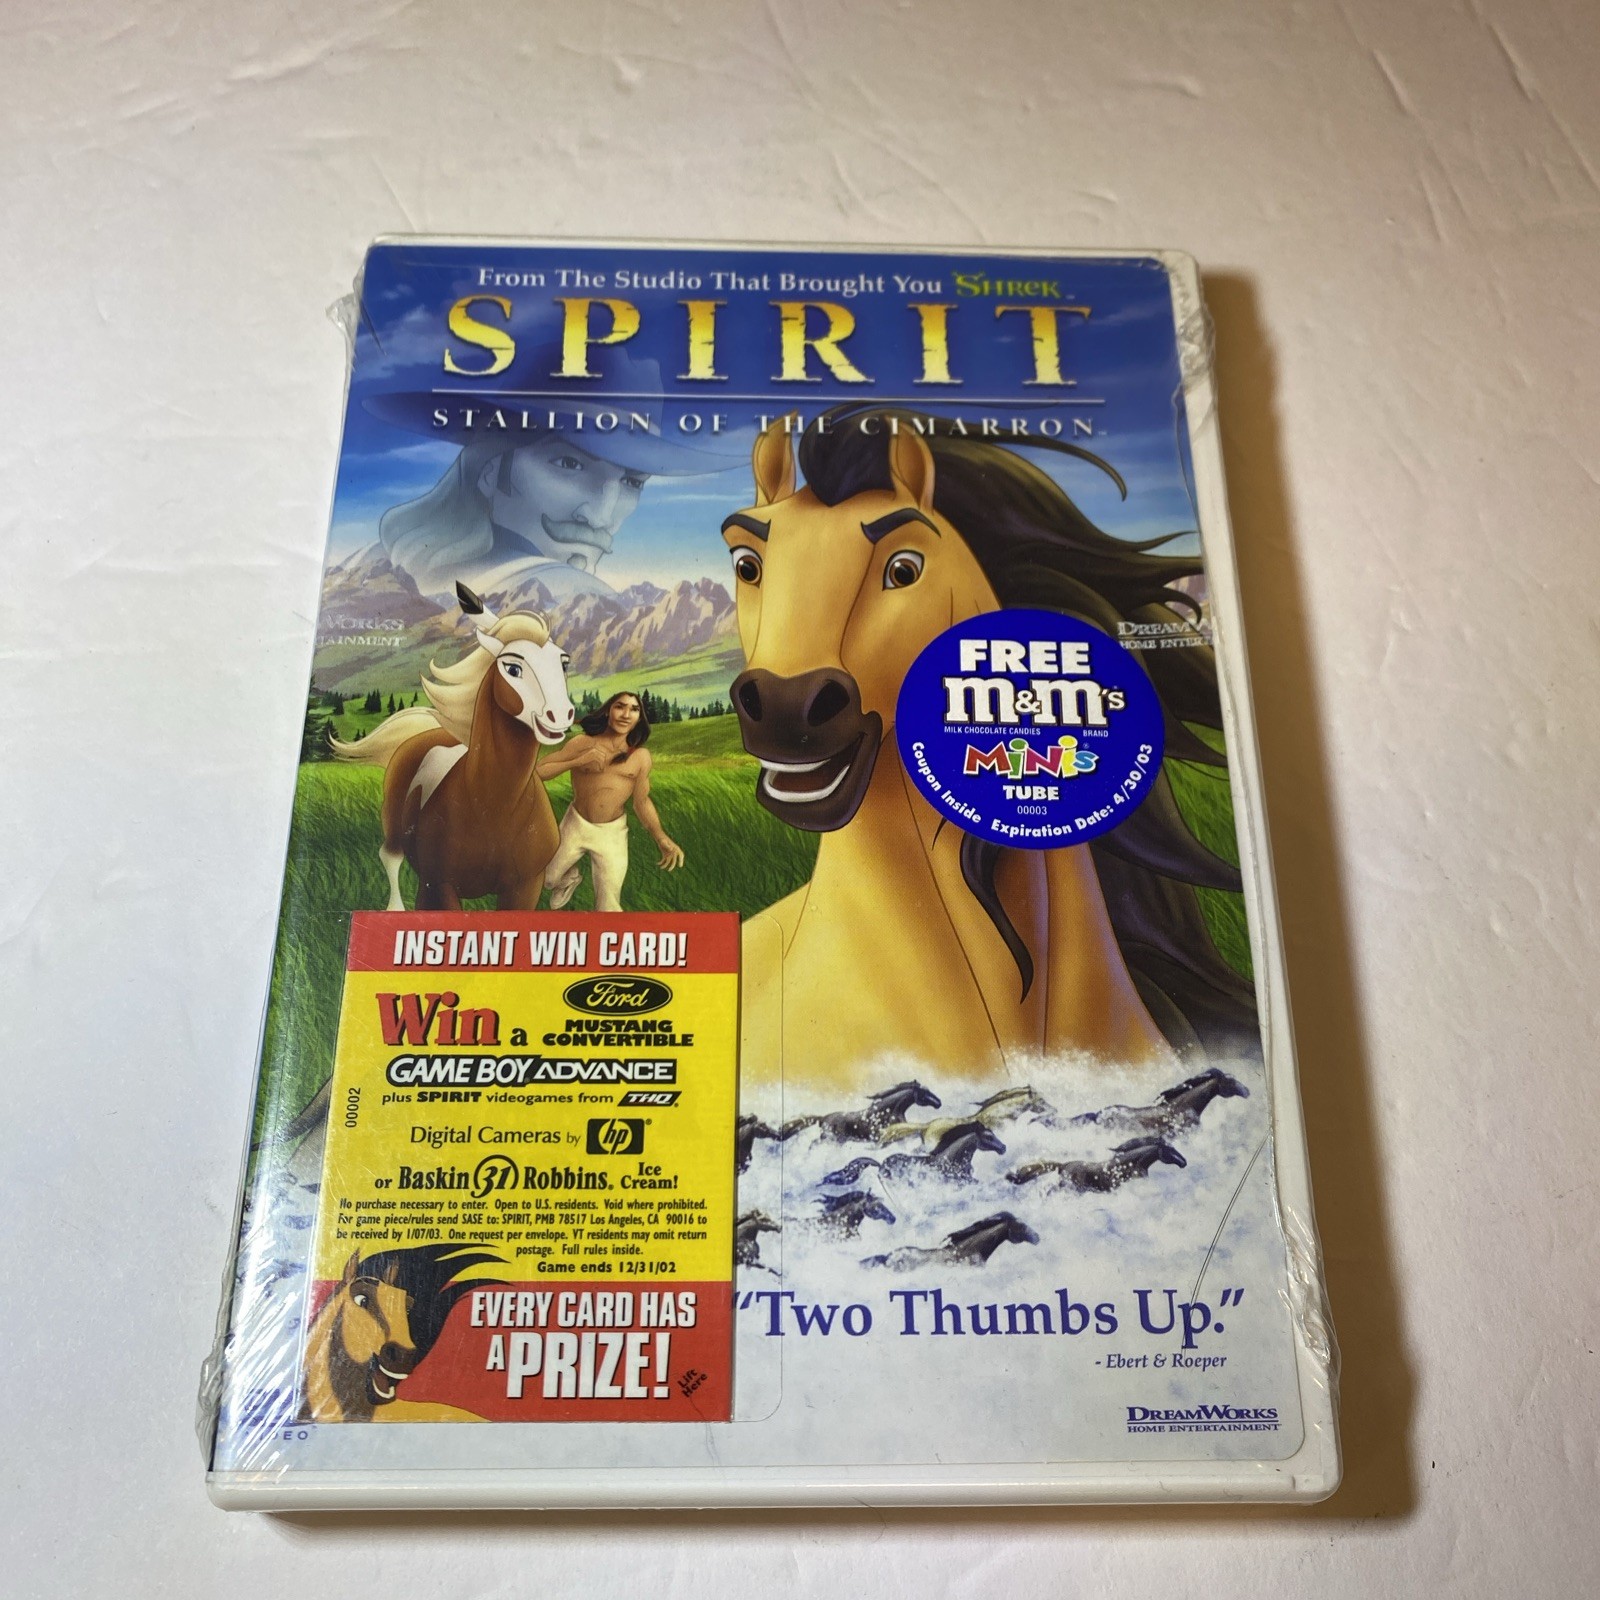 From The Studio That Brought You SHREK
SPIRIT
STALLION OF THE CIMARRON
DREAMW
HOME ENTER
WORKS
TAINMENT
FREE
m&m's
MILK CHOCOLATE CANDIES BRAND
MINIS
TUBE
00003
Coupon Inside Expiration Date: 4/30/03
INSTANT WIN CARD!
Win a Ford
MUSTANG
CONVERTIBLE
GAME BOY ADVANCE
plus SPIRIT videogames from THQ
00002
Digital Cameras by hp
or Baskin 31 Robbins. Ice
Cream!
No purchase necessary to enter. Open to U.S. residents. Void where prohibited.
For game piece/rules send SASE to: SPIRIT, PMB 78517 Los Angeles, CA 90016 to
be received by 1/07/03. One request per envelope. VT residents may omit return
postage. Full rules inside.
Game ends 12/31/02
EVERY CARD HAS
A PRIZE!
Lift
Here
"Two Thumbs Up."
- Ebert & Roeper
DREAMWORKS
HOME ENTERTAINMENT